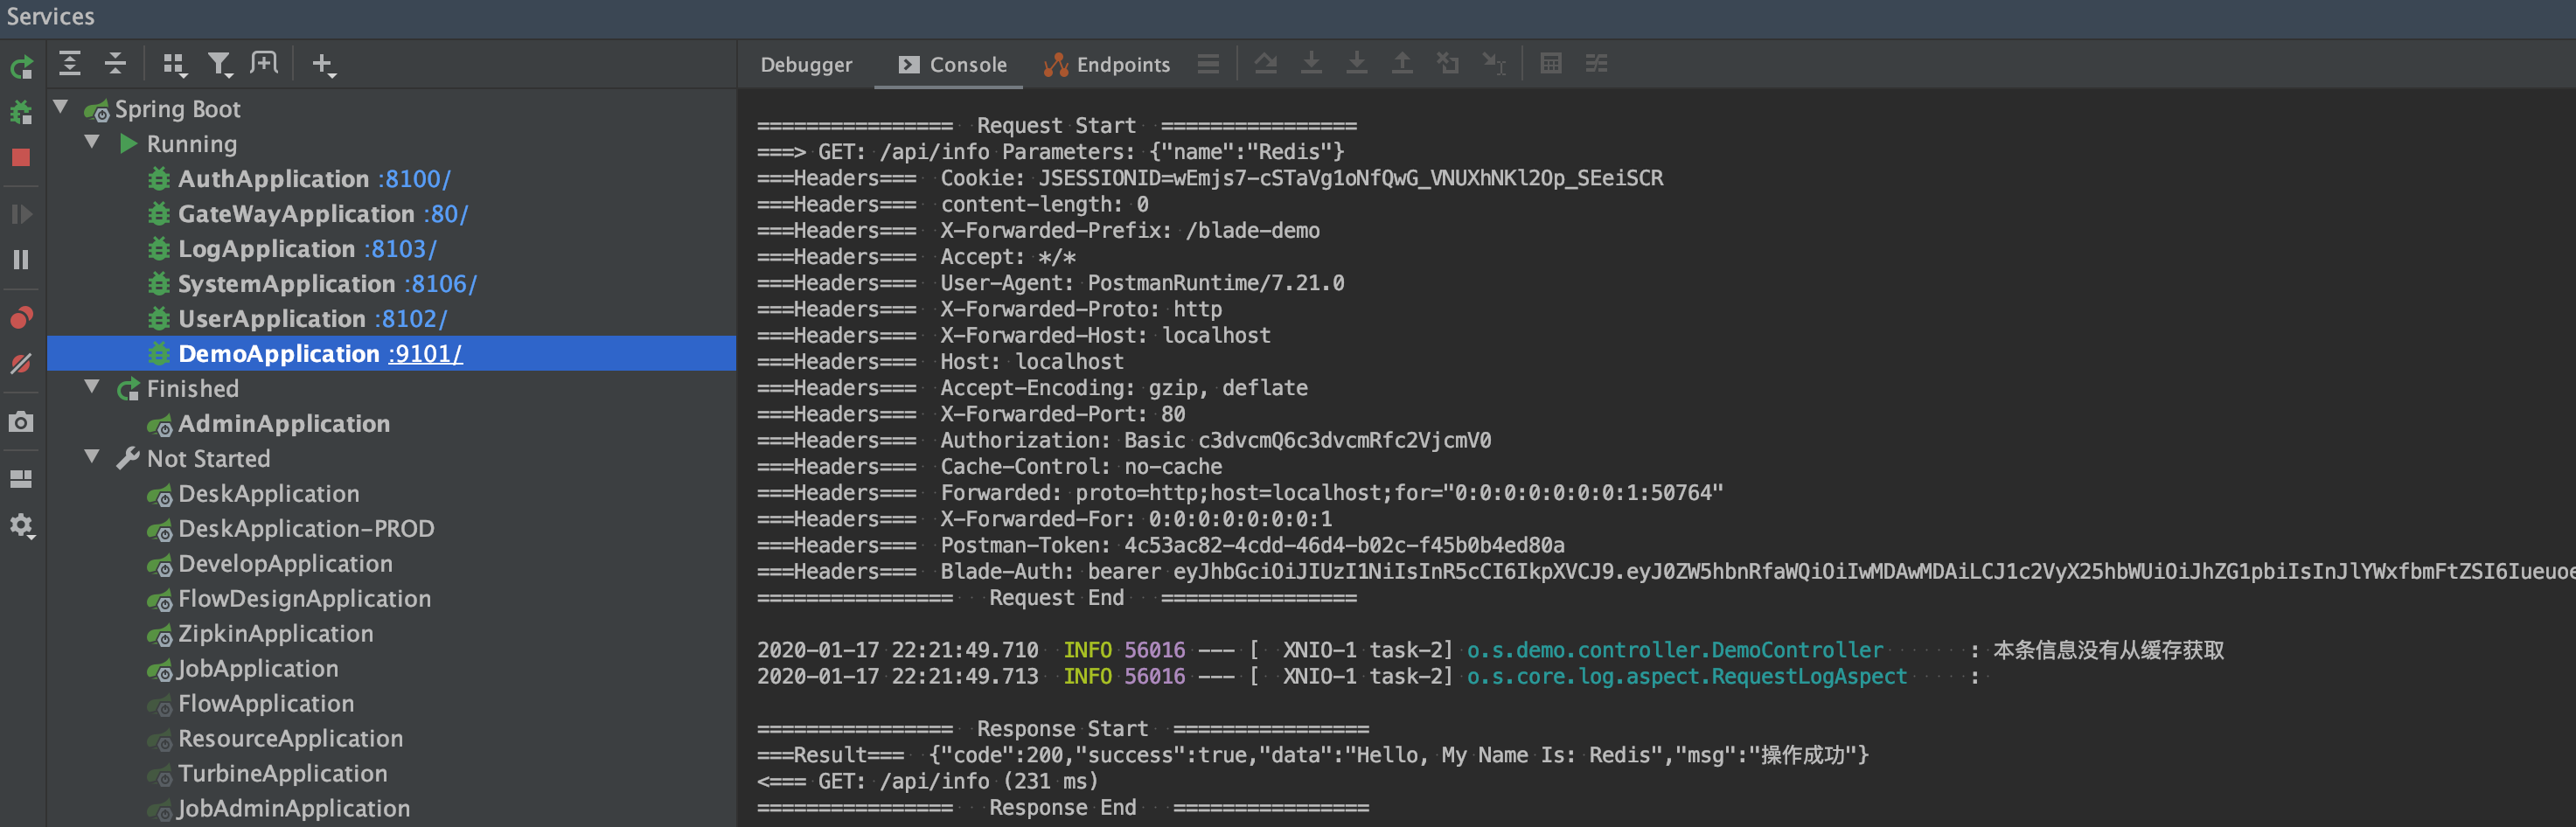 Services
Spring Boot
Running
AuthApplication :8100/
GateWayApplication :80/
LogApplication :8103/
SystemApplication :8106/
UserApplication :8102/
DemoApplication :9101/
Finished
AdminApplication
Not Started
DeskApplication
DeskApplication-PROD
DevelopApplication
FlowDesignApplication
ZipkinApplication
JobApplication
FlowApplication
ResourceApplication
TurbineApplication
JobAdminApplication
Debugger Console Endpoints
================  Request Start  ================
===> GET: /api/info Parameters: {"name":"Redis"}
===Headers===  Cookie: JSESSIONID=wEmjs7-cSTaVg1oNfQwG_VNUXhNKl2Op_SEeiSCR
===Headers===  content-length: 0
===Headers===  X-Forwarded-Prefix: /blade-demo
===Headers===  Accept: */*
===Headers===  User-Agent: PostmanRuntime/7.21.0
===Headers===  X-Forwarded-Proto: http
===Headers===  X-Forwarded-Host: localhost
===Headers===  Host: localhost
===Headers===  Accept-Encoding: gzip, deflate
===Headers===  X-Forwarded-Port: 80
===Headers===  Authorization: Basic c3dvcmQ6c3dvcmRfc2VjcmV0
===Headers===  Cache-Control: no-cache
===Headers===  Forwarded: proto=http;host=localhost;for="0:0:0:0:0:0:0:1:50764"
===Headers===  X-Forwarded-For: 0:0:0:0:0:0:0:1
===Headers===  Postman-Token: 4c53ac82-4cdd-46d4-b02c-f45b0b4ed80a
===Headers===  Blade-Auth: bearer eyJhbGciOiJIUzI1NiIsInR5cCI6IkpXVCJ9.eyJ0ZW5hbnRfaWQiOiIwMDAwMDAiLCJ1c2VyX25hbWUiOiJhZG1pbiIsInJlYWxfbmFtZSI6Iueuoe
================   Request End   ================
2020-01-17 22:21:49.710  INFO 56016 --- [  XNIO-1 task-2] o.s.demo.controller.DemoController       : 本条信息没有从缓存获取
2020-01-17 22:21:49.713  INFO 56016 --- [  XNIO-1 task-2] o.s.core.log.aspect.RequestLogAspect     :
================  Response Start  ================
===Result===  {"code":200,"success":true,"data":"Hello, My Name Is: Redis","msg":"操作成功"}
<=== GET: /api/info (231 ms)
================   Response End   ================